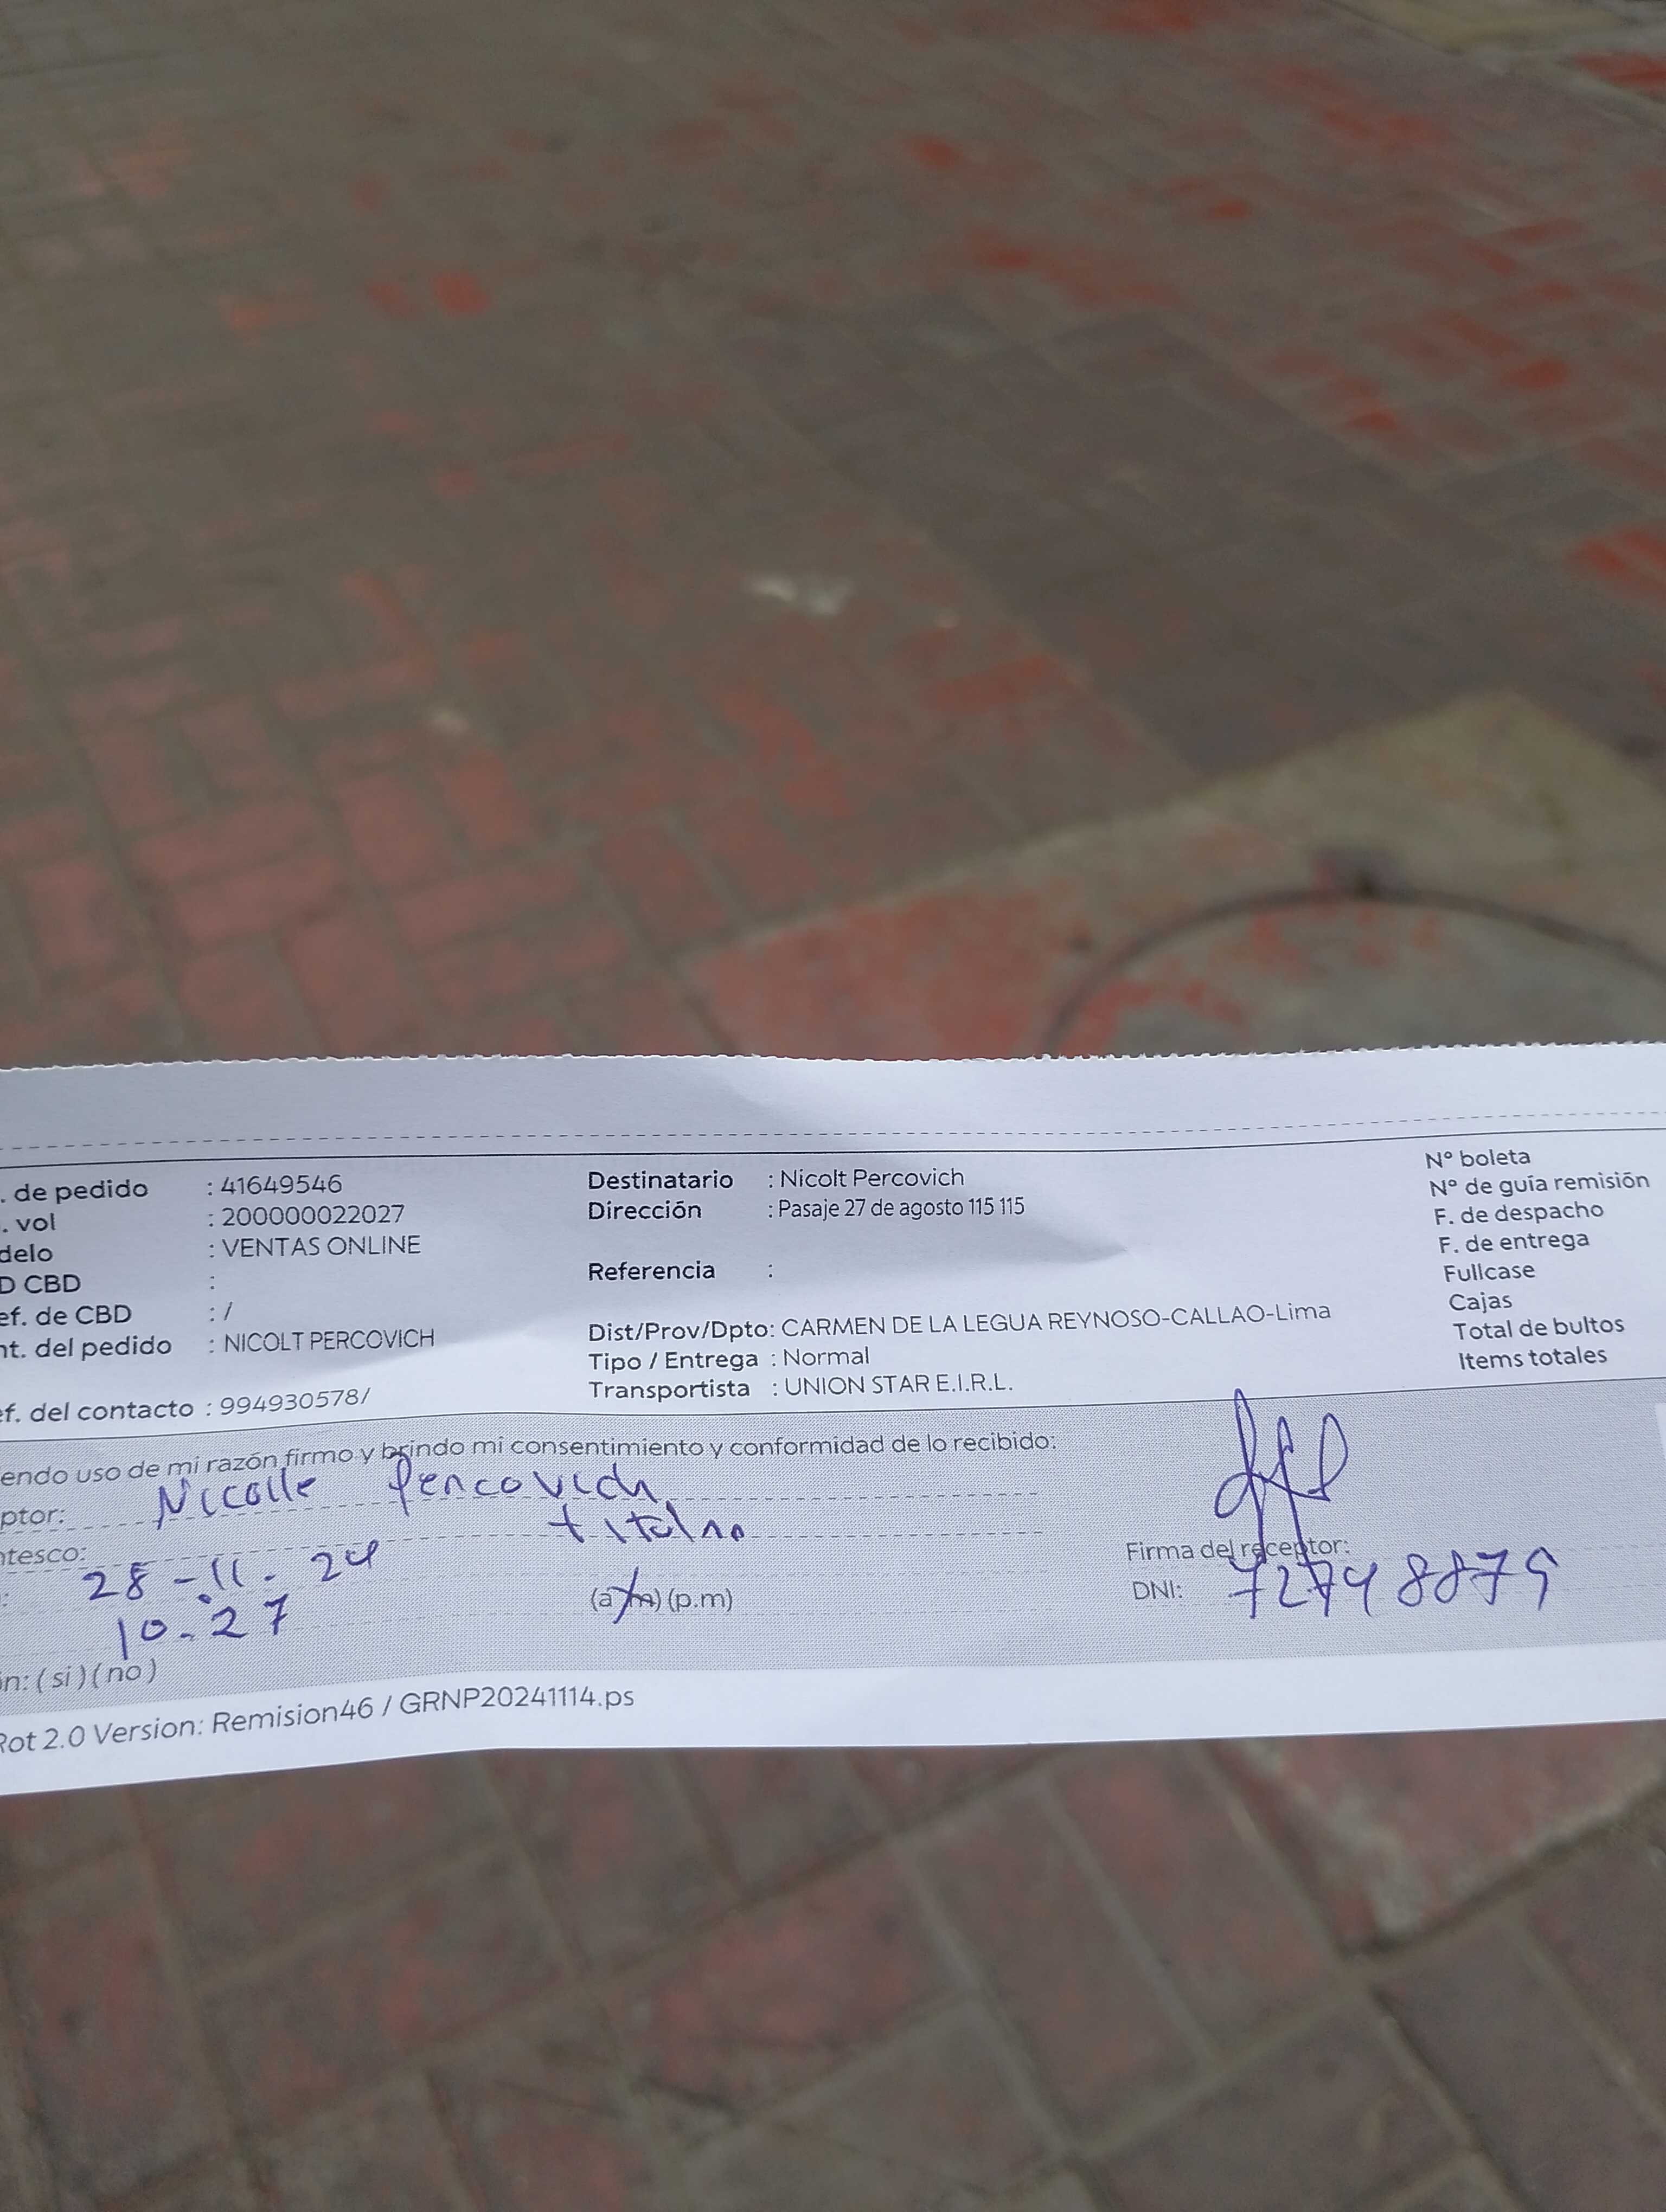 . de pedido : 41649546
. vol : 200000022027
delo : VENTAS ONLINE
D CBD :
ef. de CBD : /
nt. del pedido : NICOLT PERCOVICH
ef. del contacto : 994930578/
Destinatario : Nicolt Percovich
Dirección : Pasaje 27 de agosto 115 115
Referencia :
Dist/Prov/Dpto: CARMEN DE LA LEGUA REYNOSO-CALLAO-Lima
Tipo / Entrega : Normal
Transportista : UNION STAR E.I.R.L.
N° boleta
N° de guía remisión
F. de despacho
F. de entrega
Fullcase
Cajas
Total de bultos
Items totales
endo uso de mi razón firmo y brindo mi consentimiento y conformidad de lo recibido:
ptor: Nicolle Percovich
ntesco:
: 28-11-24
10.27 (a.m) (p.m)
Firma del receptor:
DNI: 72748879
ón: (si) (no)
Rot 2.0 Version: Remision46 / GRNP20241114.ps